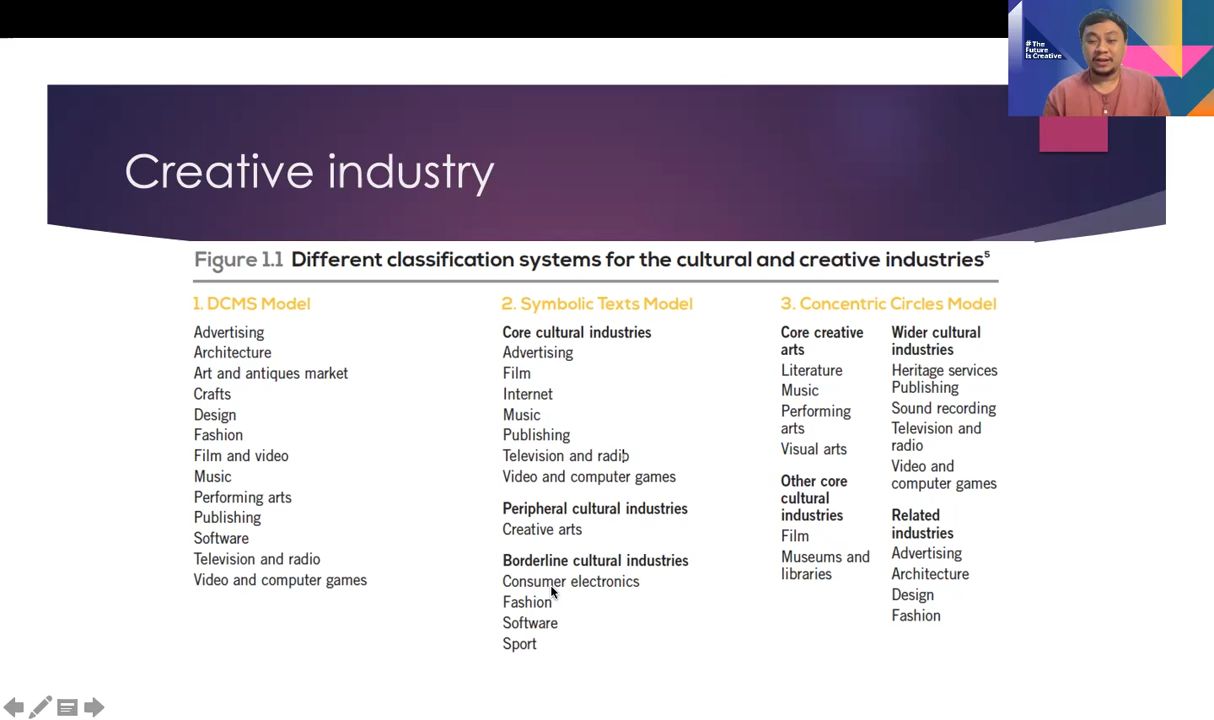 # The
Future
Is Creative
Creative industry
Figure 1.1 Different classification systems for the cultural and creative industries⁵
1. DCMS Model
Advertising
Architecture
Art and antiques market
Crafts
Design
Fashion
Film and video
Music
Performing arts
Publishing
Software
Television and radio
Video and computer games
2. Symbolic Texts Model
Core cultural industries
Advertising
Film
Internet
Music
Publishing
Television and radio
Video and computer games
Peripheral cultural industries
Creative arts
Borderline cultural industries
Consumer electronics
Fashion
Software
Sport
3. Concentric Circles Model
Core creative
arts
Literature
Music
Performing
arts
Visual arts
Other core
cultural
industries
Film
Museums and
libraries
Wider cultural
industries
Heritage services
Publishing
Sound recording
Television and
radio
Video and
computer games
Related
industries
Advertising
Architecture
Design
Fashion